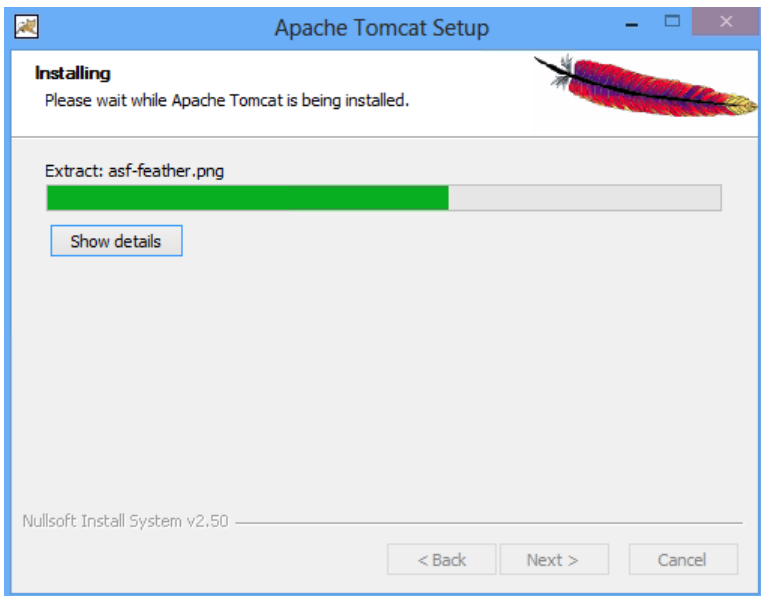 Apache Tomcat Setup
Installing
Please wait while Apache Tomcat is being installed.
Extract: asf-feather.png
Show details
Nullsoft Install System v2.50
< Back Next > Cancel